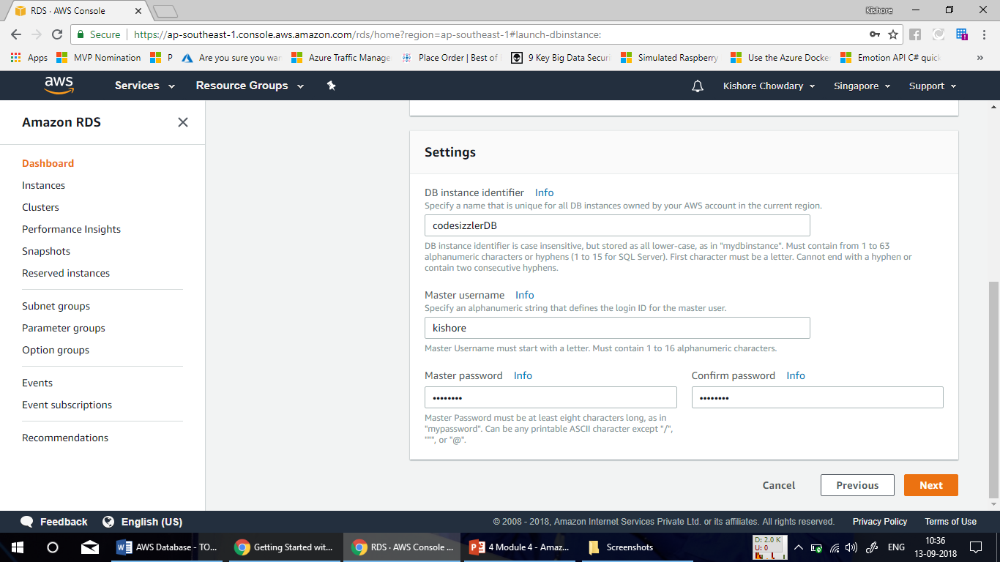 RDS · AWS Console
Kishore
Secure
https://ap-southeast-1.console.aws.amazon.com/rds/home?region=ap-southeast-1#launch-dbinstance:
Apps
MVP Nomination
P
Are you sure you wan
Azure Traffic Manage
Place Order | Best of
9 Key Big Data Securi
Simulated Raspberry
Use the Azure Docke
Emotion API C# quick
»
aws
Services
Resource Groups
Kishore Chowdary
Singapore
Support
Amazon RDS
Dashboard
Instances
Clusters
Performance Insights
Snapshots
Reserved instances
Subnet groups
Parameter groups
Option groups
Events
Event subscriptions
Recommendations
Settings
DB instance identifier Info
Specify a name that is unique for all DB instances owned by your AWS account in the current region.
codesizzlerDB
DB instance identifier is case insensitive, but stored as all lower-case, as in "mydbinstance". Must contain from 1 to 63
alphanumeric characters or hyphens (1 to 15 for SQL Server). First character must be a letter. Cannot end with a hyphen or
contain two consecutive hyphens.
Master username Info
Specify an alphanumeric string that defines the login ID for the master user.
kishore
Master Username must start with a letter. Must contain 1 to 16 alphanumeric characters.
Master password Info
••••••••
Master Password must be at least eight characters long, as in
"mypassword". Can be any printable ASCII character except "/",
""", or "@".
Confirm password Info
••••••••
Cancel
Previous
Next
Feedback
English (US)
© 2008 - 2018, Amazon Internet Services Private Ltd. or its affiliates. All rights reserved.
Privacy Policy
Terms of Use
AWS Database - TO...
Getting Started wit...
RDS · AWS Console ...
4 Module 4 - Amaz...
Screenshots
D: 2.0 K
U: 0
ENG
10:36
13-09-2018